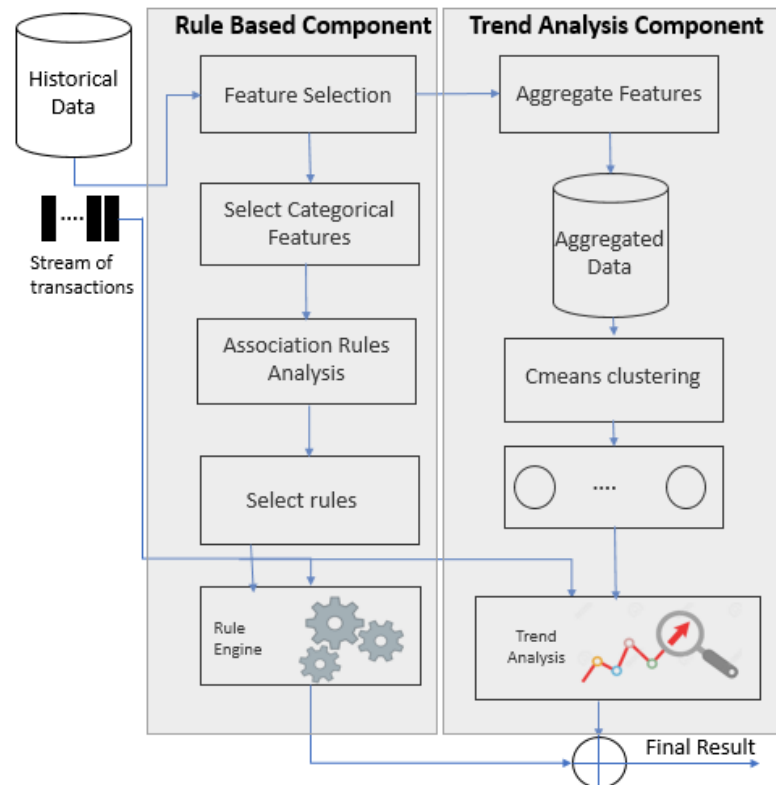 Rule Based Component
Trend Analysis Component
Historical
Data
Feature Selection
Aggregate Features
Stream of
transactions
Select Categorical
Features
Aggregated
Data
Association Rules
Analysis
Cmeans clustering
Select rules
....
....
Rule
Engine
Trend
Analysis
Final Result